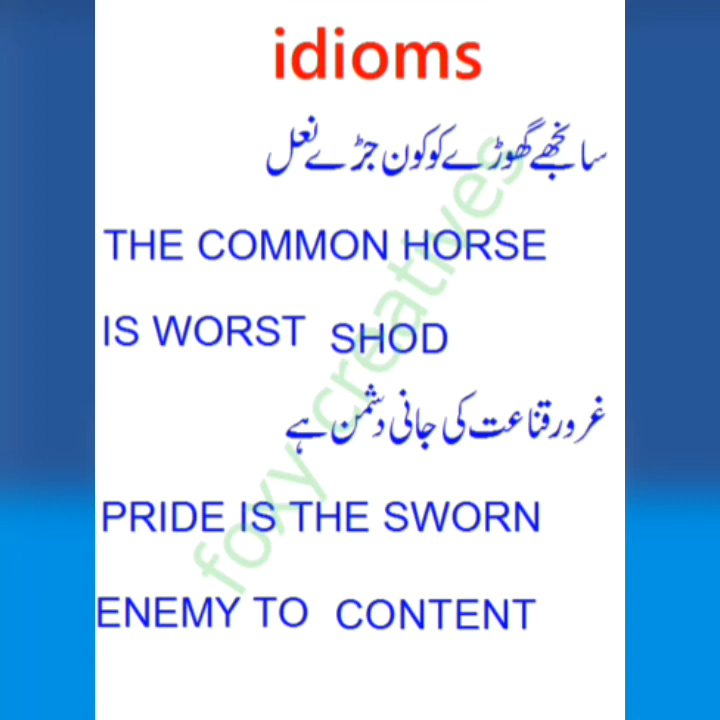 idioms
سانجھے گھوڑے کو کون جڑے نعل
THE COMMON HORSE
IS WORST SHOD
غرور قناعت کی جانی دشمن ہے
PRIDE IS THE SWORN
ENEMY TO CONTENT
foxy creatives